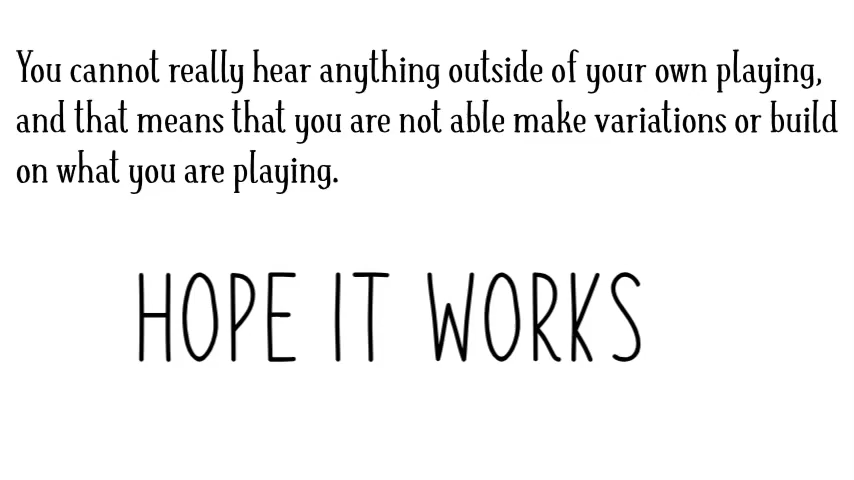 You cannot really hear anything outside of your own playing,
and that means that you are not able make variations or build
on what you are playing.
HOPE IT WORKS